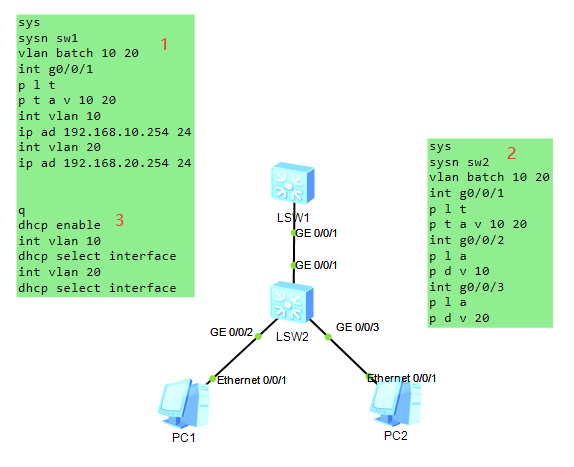 sys
sysn sw1
vlan batch 10 20
1
int g0/0/1
p l t
p t a v 10 20
int vlan 10
ip ad 192.168.10.254 24
int vlan 20
ip ad 192.168.20.254 24
q
dhcp enable
3
int vlan 10
dhcp select interface
int vlan 20
dhcp select interface
sys
sysn sw2
2
vlan batch 10 20
int g0/0/1
p l t
p t a v 10 20
int g0/0/2
p l a
p d v 10
int g0/0/3
p l a
p d v 20
LSW1
GE 0/0/1
GE 0/0/1
LSW2
GE 0/0/2
GE 0/0/3
Ethernet 0/0/1
Ethernet 0/0/1
PC1
PC2